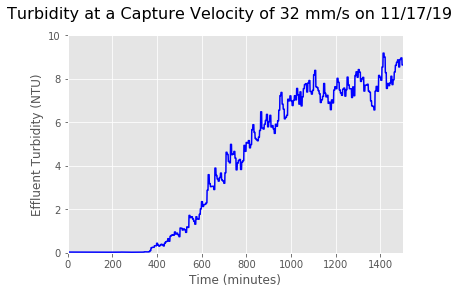 Turbidity at a Capture Velocity of 32 mm/s on 11/17/19
10
8
6
4
2
0
Effluent Turbidity (NTU)
0 200 400 600 800 1000 1200 1400
Time (minutes)